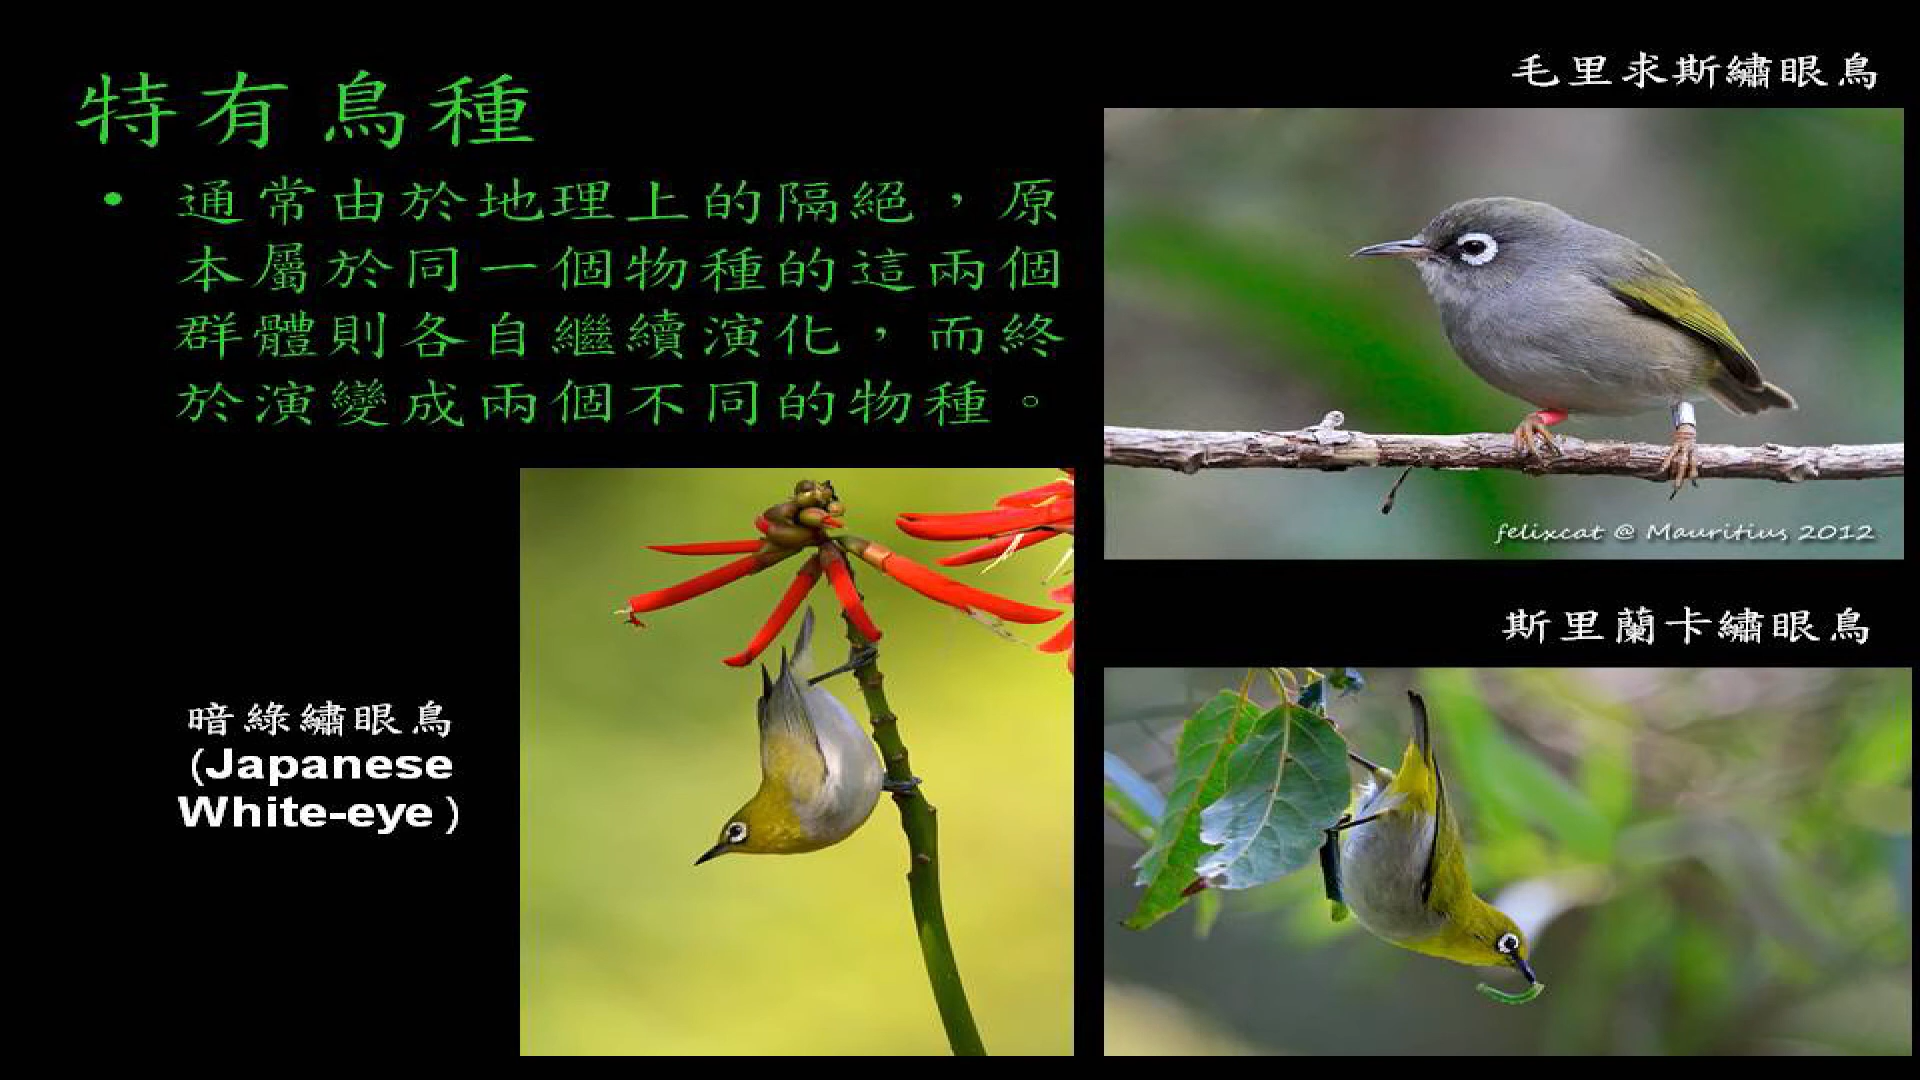 特有鳥種
• 通常由於地理上的隔絕，原
本屬於同一個物種的這兩個
群體則各自繼續演化，而終
於演變成兩個不同的物種。
毛里求斯繡眼鳥
felixcat @ Mauritius 2012
暗綠繡眼鳥
(Japanese
White-eye )
斯里蘭卡繡眼鳥